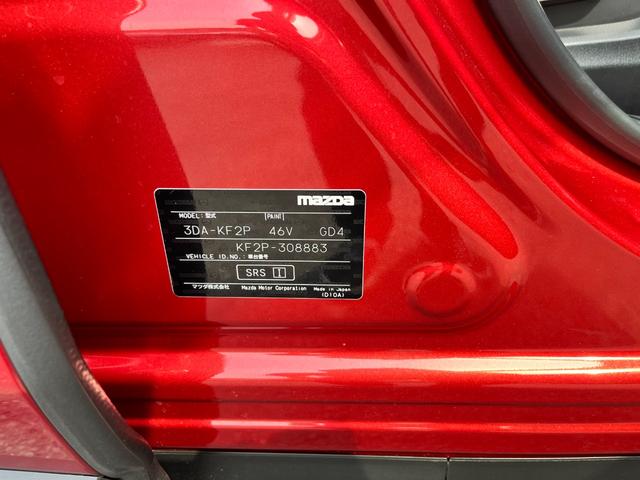 mazda
MODEL:型式 PAINT
3DA-KF2P 46V GD4
KF2P-308883
VEHICLE ID.NO.:車台番号
SRS
マツダ株式会社 Mazda Motor Corporation Made in Japan
(D10A)